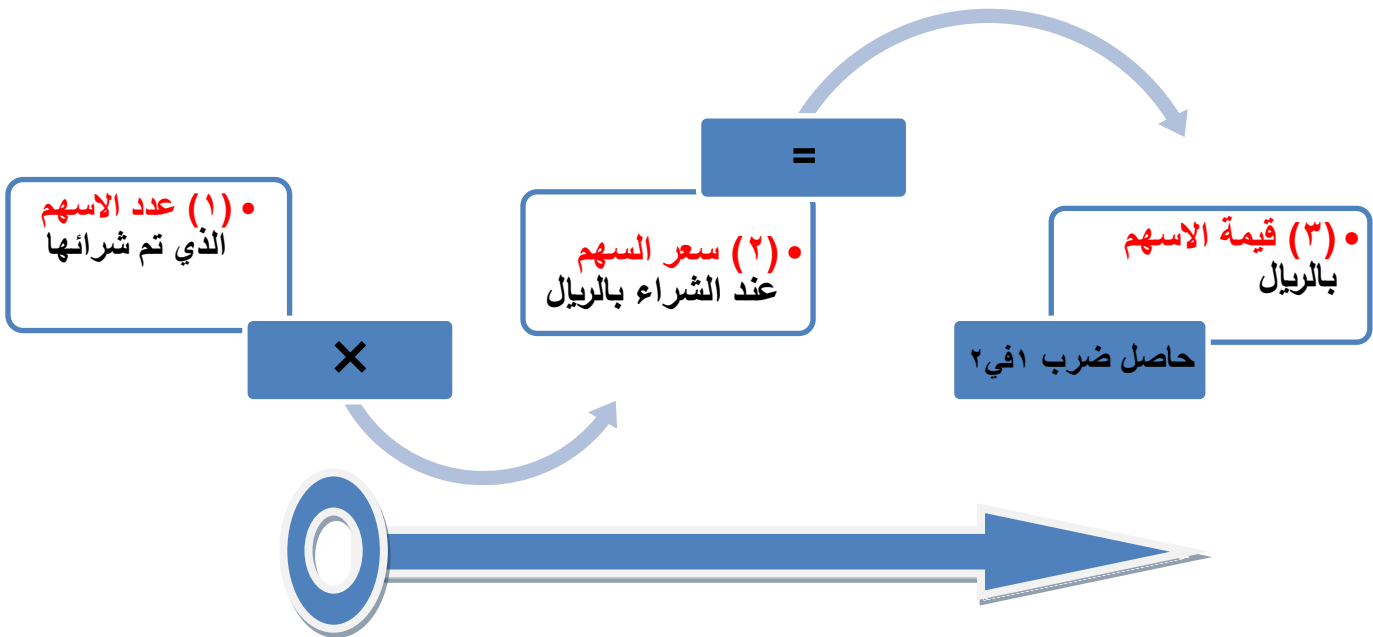 • (١) عدد الاسهم
الذي تم شرائها
×
• (٢) سعر السهم
عند الشراء بالريال
=
• (٣) قيمة الاسهم
بالريال
حاصل ضرب ١في٢